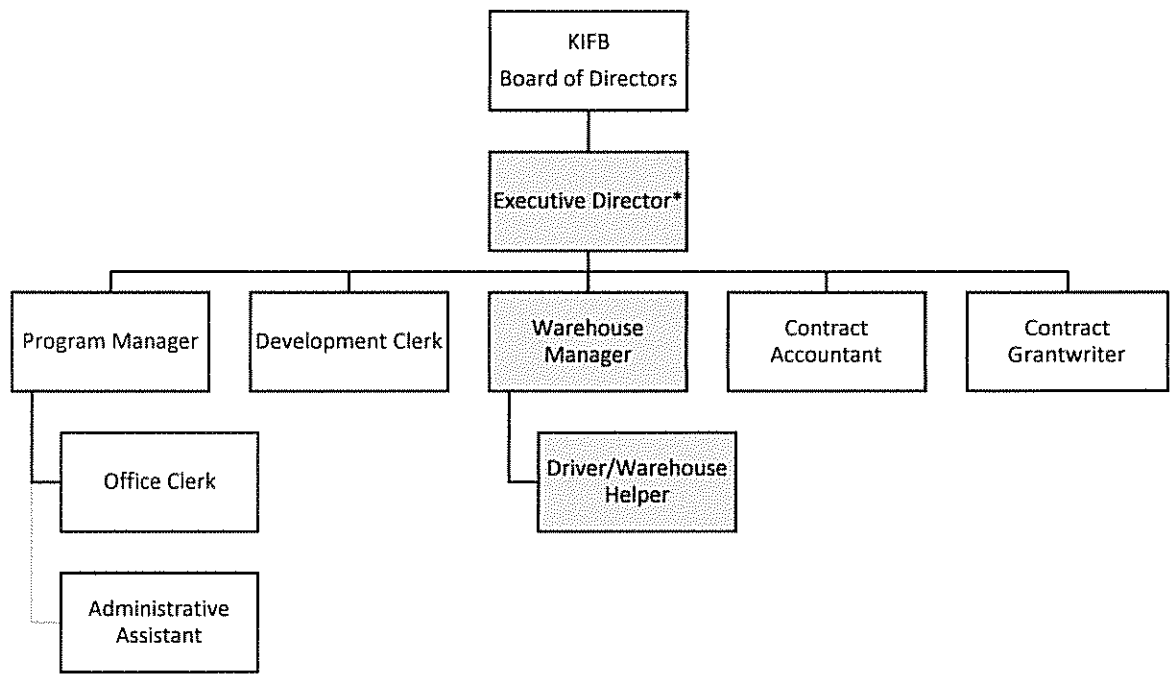 KIFB
Board of Directors
Executive Director*
Program Manager
Development Clerk
Warehouse
Manager
Contract
Accountant
Contract
Grantwriter
Office Clerk
Driver/Warehouse
Helper
Administrative
Assistant